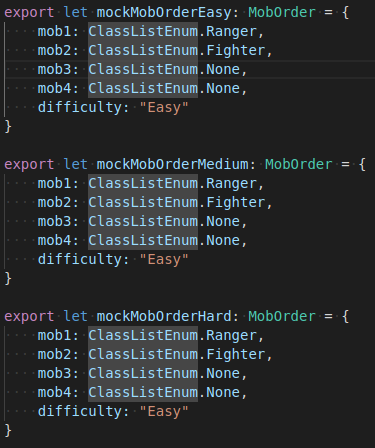 export let mockMobOrderEasy: MobOrder = {
    mob1: ClassListEnum.Ranger,
    mob2: ClassListEnum.Fighter,
    mob3: ClassListEnum.None,
    mob4: ClassListEnum.None,
    difficulty: "Easy"
}

export let mockMobOrderMedium: MobOrder = {
    mob1: ClassListEnum.Ranger,
    mob2: ClassListEnum.Fighter,
    mob3: ClassListEnum.None,
    mob4: ClassListEnum.None,
    difficulty: "Easy"
}

export let mockMobOrderHard: MobOrder = {
    mob1: ClassListEnum.Ranger,
    mob2: ClassListEnum.Fighter,
    mob3: ClassListEnum.None,
    mob4: ClassListEnum.None,
    difficulty: "Easy"
}